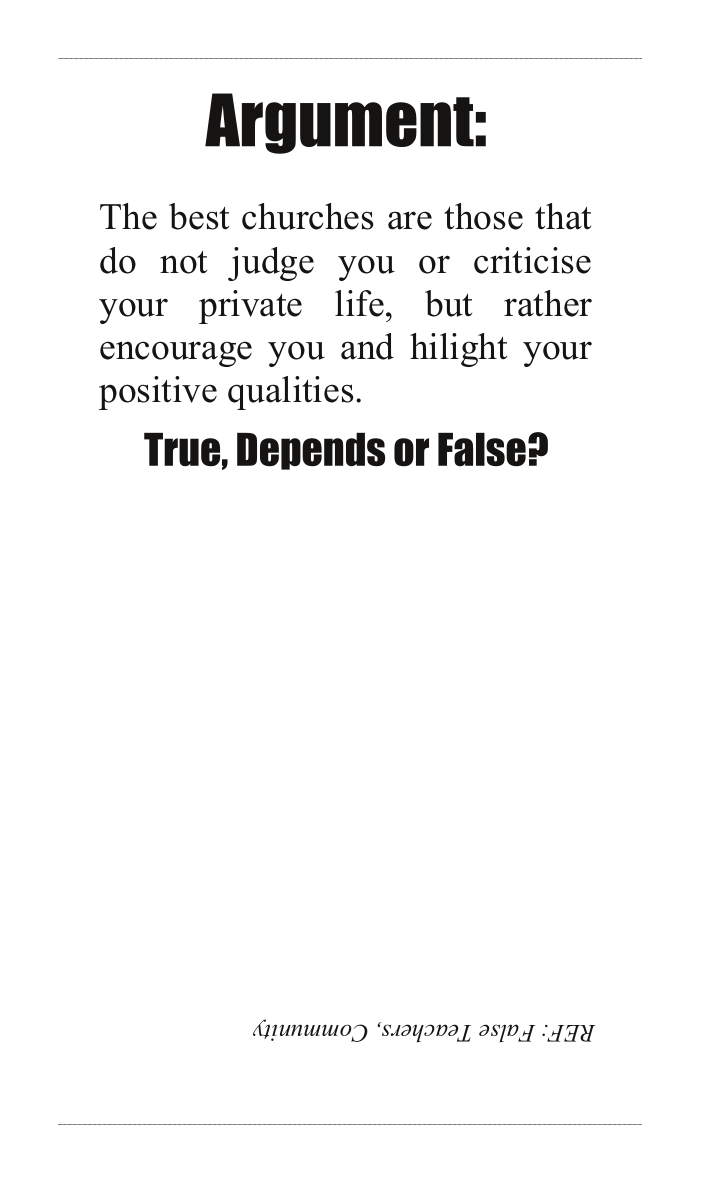 Argument:
The best churches are those that
do not judge you or criticise
your private life, but rather
encourage you and hilight your
positive qualities.
True, Depends or False?
REF: False Teachers, Community